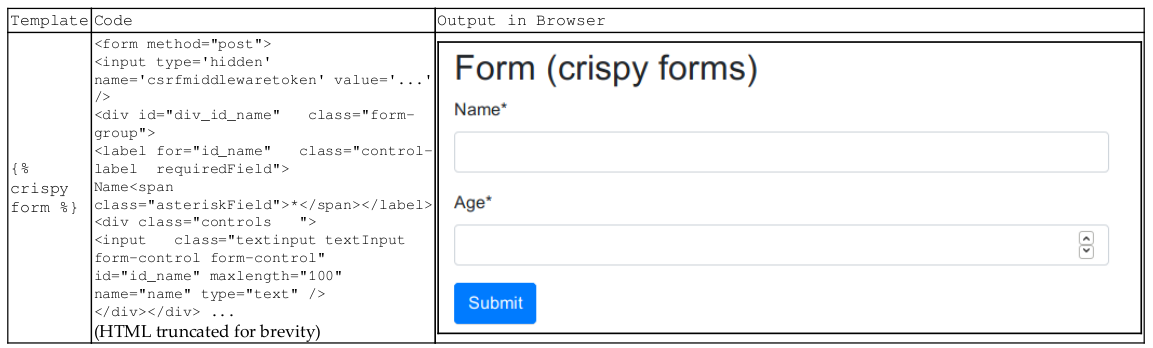 Template Code Output in Browser
{%
crispy
form %}
<form method="post">
<input type='hidden'
name='csrfmiddlewaretoken' value='...'
/>
<div id="div_id_name" class="form-
group">
<label for="id_name" class="control-
label requiredField">
Name<span
class="asteriskField">*</span></label>
<div class="controls ">
<input class="textinput textInput
form-control form-control"
id="id_name" maxlength="100"
name="name" type="text" />
</div></div> ...
(HTML truncated for brevity)
Form (crispy forms)
Name*
Age*
Submit